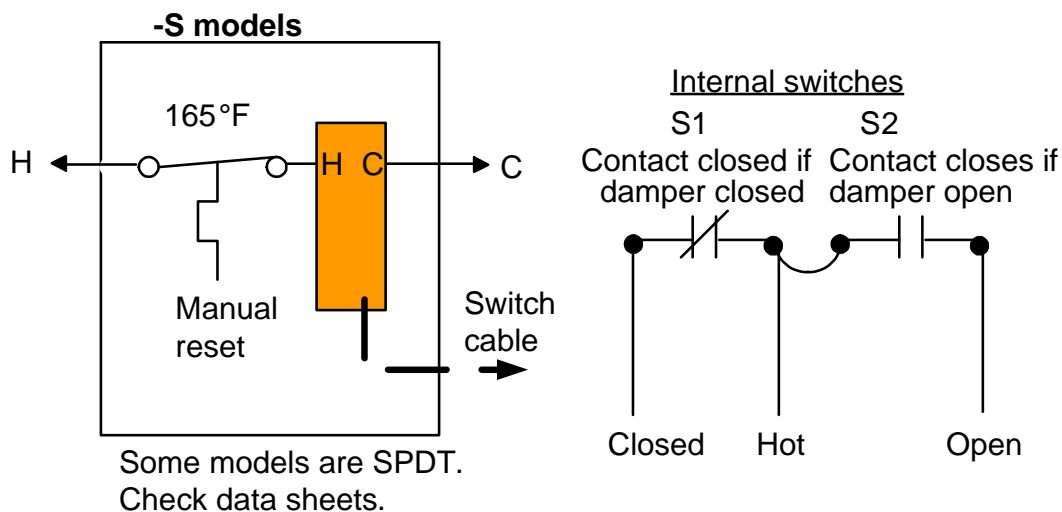 -S models
165°F
H
H C
C
Manual
reset
Switch
cable
Some models are SPDT.
Check data sheets.
Internal switches
S1
Contact closed if
damper closed
S2
Contact closes if
damper open
Closed
Hot
Open